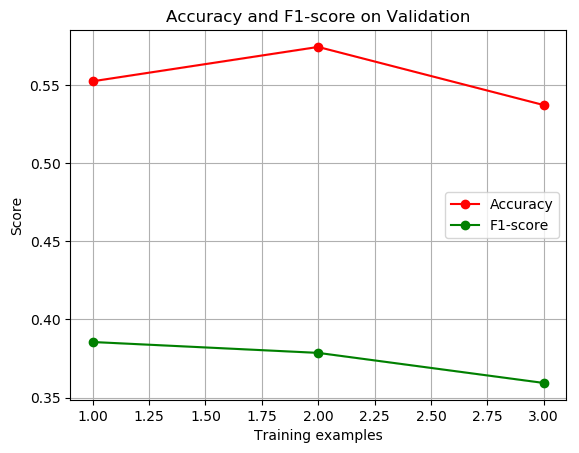 Accuracy and F1-score on Validation
0.55
0.50
0.45
0.40
0.35
Score
Accuracy
F1-score
1.00 1.25 1.50 1.75 2.00 2.25 2.50 2.75 3.00
Training examples